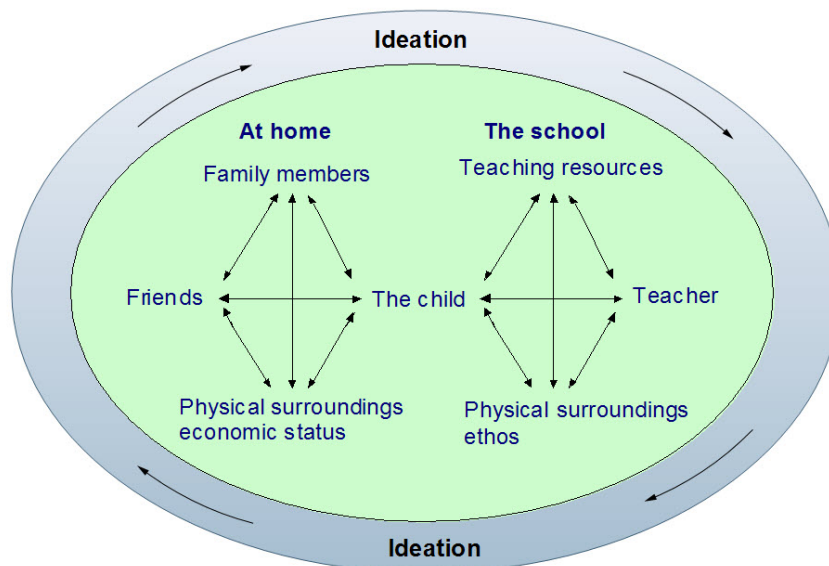 Ideation
At home
The school
Family members
Teaching resources
Friends
The child
Teacher
Physical surroundings
economic status
Physical surroundings
ethos
Ideation